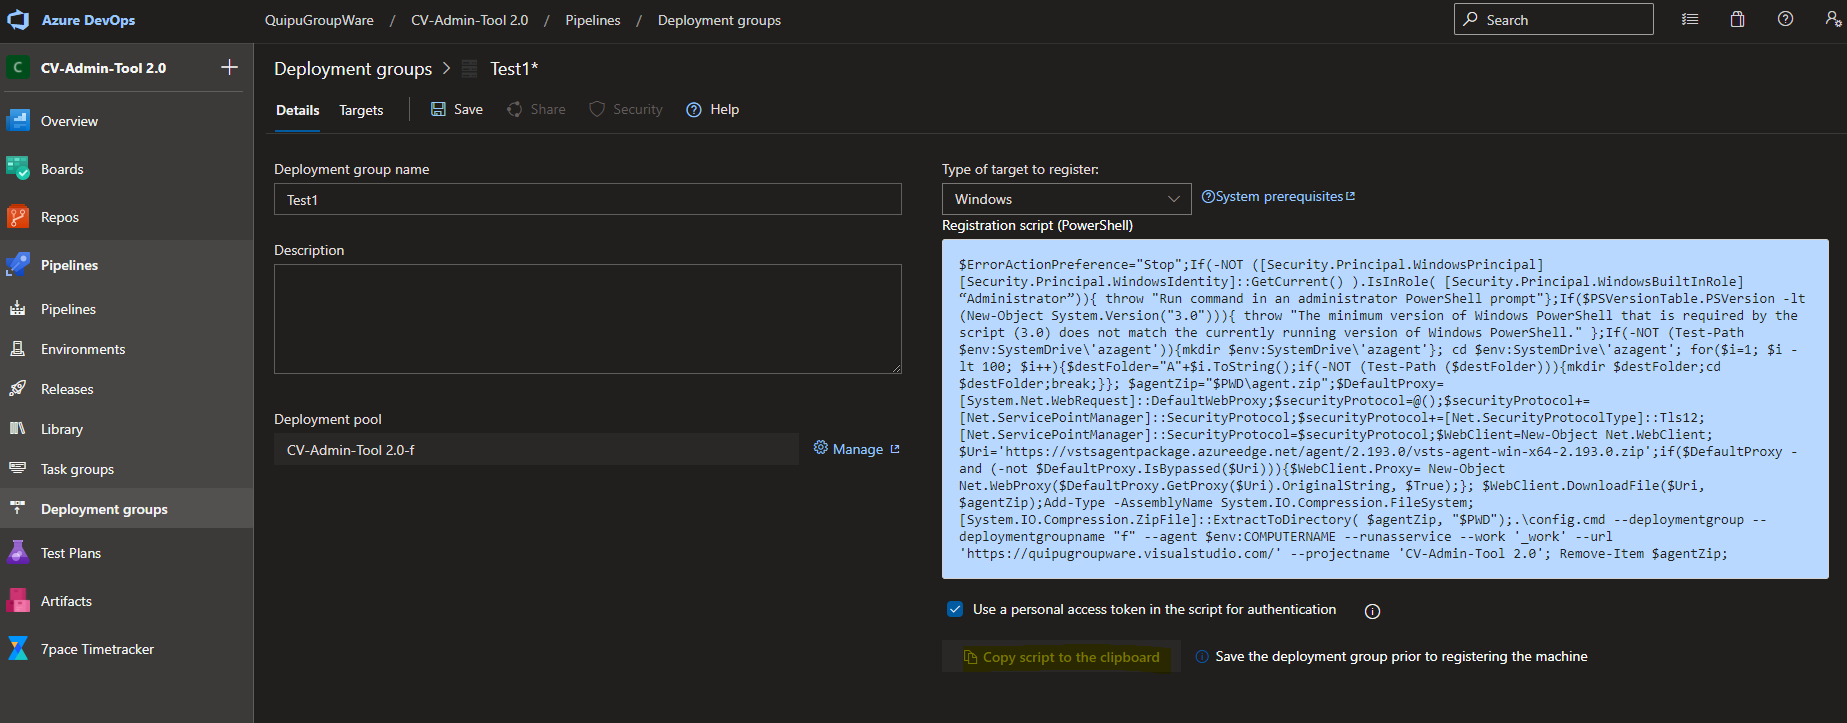 Azure DevOps
QuipuGroupWare / CV-Admin-Tool 2.0 / Pipelines / Deployment groups
Search
C
CV-Admin-Tool 2.0
Overview
Boards
Repos
Pipelines
Pipelines
Environments
Releases
Library
Task groups
Deployment groups
Test Plans
Artifacts
7pace Timetracker
Deployment groups > Test1*
Details Targets Save Share Security Help
Deployment group name
Test1
Description
Deployment pool
CV-Admin-Tool 2.0-f
Manage
Type of target to register:
Windows
System prerequisites
Registration script (PowerShell)
$ErrorActionPreference="Stop";If(-NOT ([Security.Principal.WindowsPrincipal]
[Security.Principal.WindowsIdentity]::GetCurrent() ).IsInRole( [Security.Principal.WindowsBuiltInRole]
“Administrator”)){ throw "Run command in an administrator PowerShell prompt"};If($PSVersionTable.PSVersion -lt
(New-Object System.Version("3.0"))){ throw "The minimum version of Windows PowerShell that is required by the
script (3.0) does not match the currently running version of Windows PowerShell." };If(-NOT (Test-Path
$env:SystemDrive\'azagent')){mkdir $env:SystemDrive\'azagent'}; cd $env:SystemDrive\'azagent'; for($i=1; $i -
lt 100; $i++){$destFolder="A"+$i.ToString();if(-NOT (Test-Path ($destFolder))){mkdir $destFolder;cd
$destFolder;break;}}; $agentZip="$PWD\agent.zip";$DefaultProxy=
[System.Net.WebRequest]::DefaultWebProxy;$securityProtocol=@();$securityProtocol+=
[Net.ServicePointManager]::SecurityProtocol;$securityProtocol+=[Net.SecurityProtocolType]::Tls12;
[Net.ServicePointManager]::SecurityProtocol=$securityProtocol;$WebClient=New-Object Net.WebClient;
$Uri='https://vstsagentpackage.azureedge.net/agent/2.193.0/vsts-agent-win-x64-2.193.0.zip';if($DefaultProxy -
and (-not $DefaultProxy.IsBypassed($Uri))){$WebClient.Proxy= New-Object
Net.WebProxy($DefaultProxy.GetProxy($Uri).OriginalString, $True);}; $WebClient.DownloadFile($Uri,
$agentZip);Add-Type -AssemblyName System.IO.Compression.FileSystem;
[System.IO.Compression.ZipFile]::ExtractToDirectory( $agentZip, "$PWD");.\config.cmd --deploymentgroup --
deploymentgroupname "f" --agent $env:COMPUTERNAME --runasservice --work '_work' --url
'https://quipugroupware.visualstudio.com/' --projectname 'CV-Admin-Tool 2.0'; Remove-Item $agentZip;
Use a personal access token in the script for authentication
Copy script to the clipboard
Save the deployment group prior to registering the machine